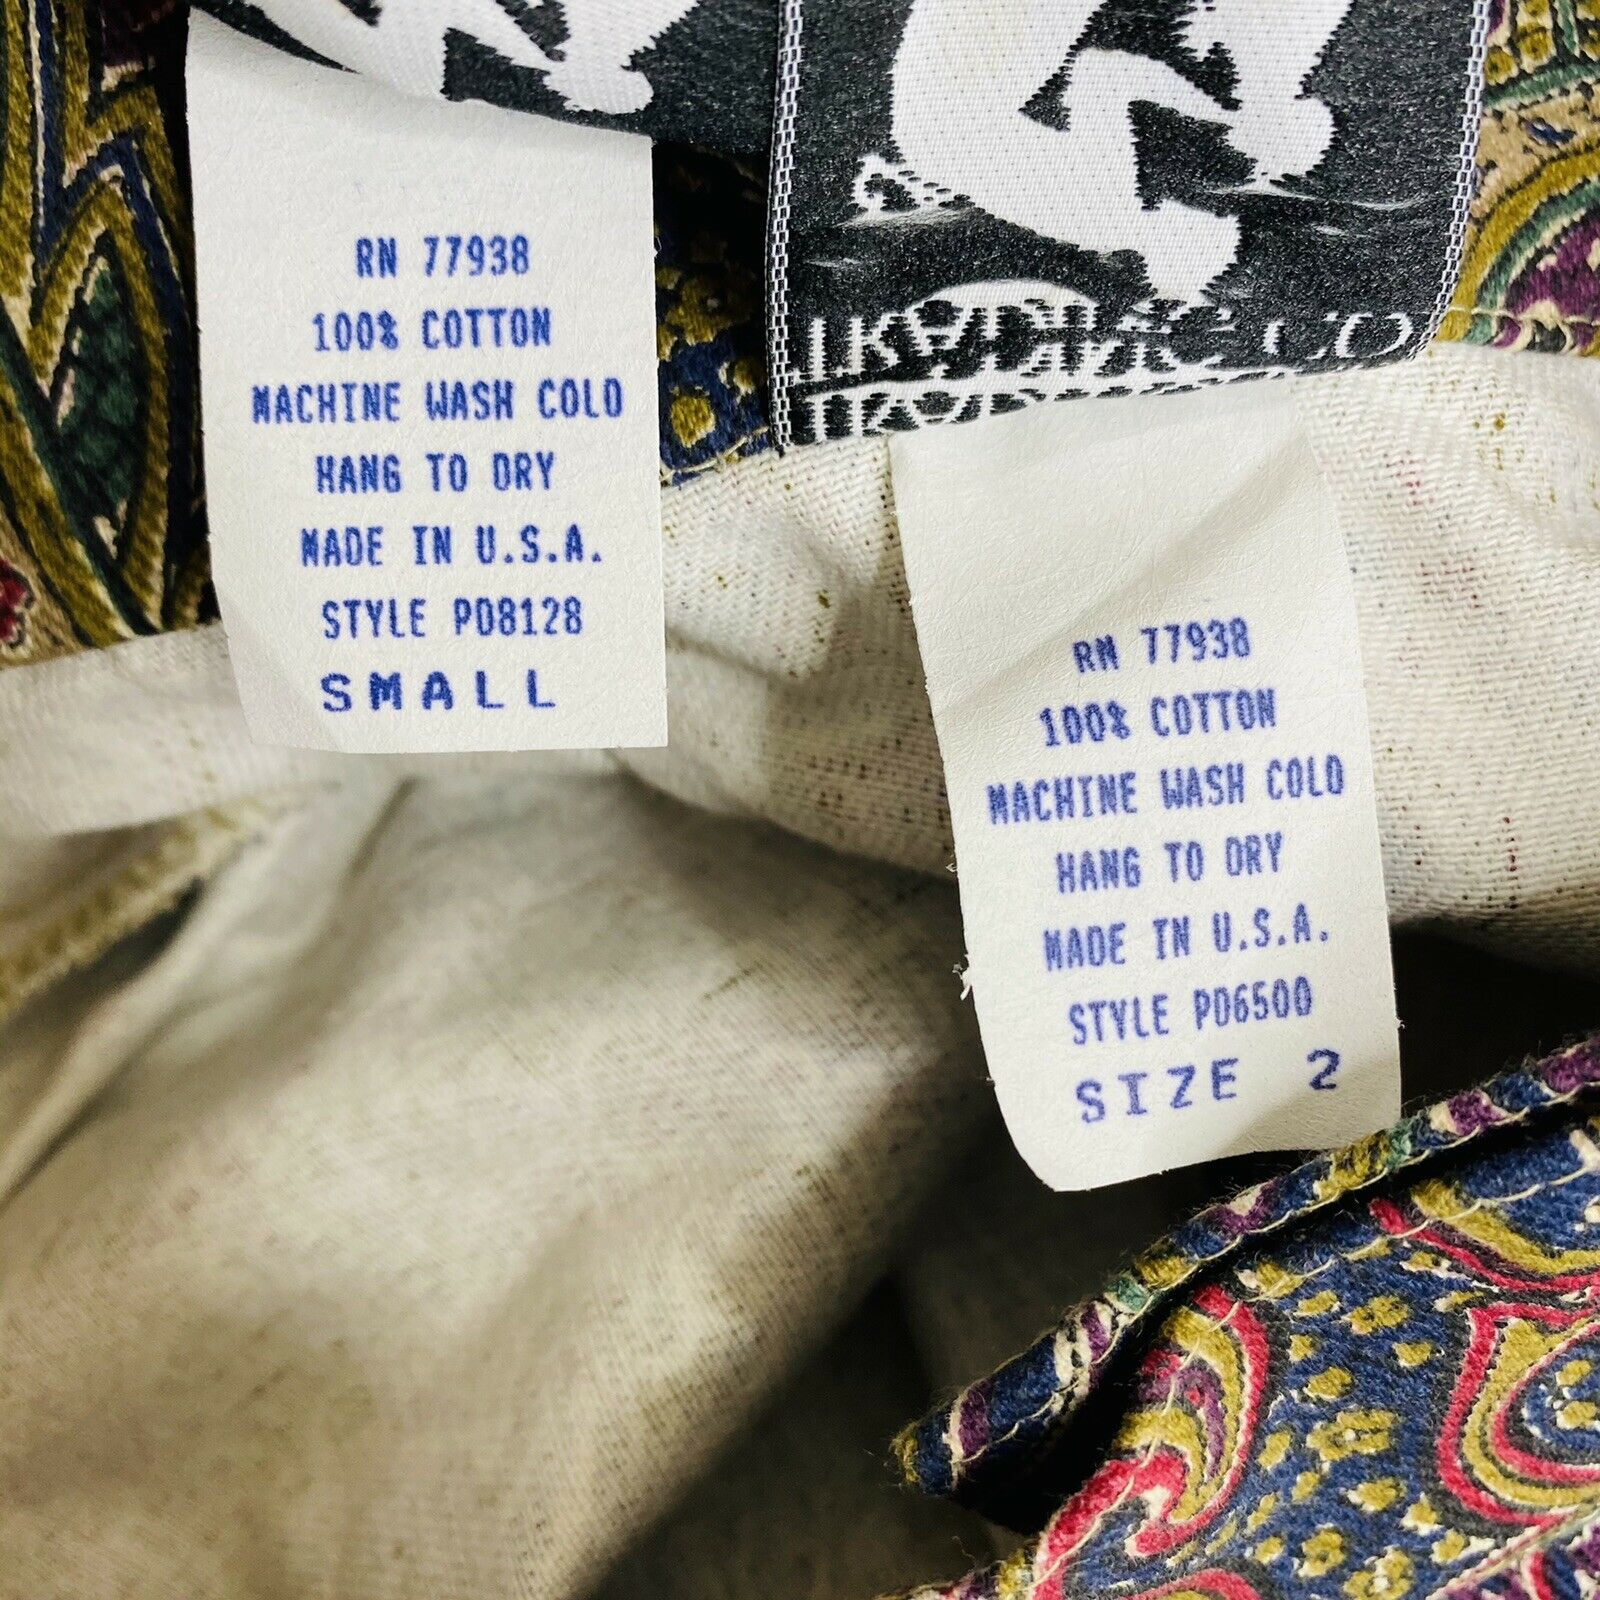 RN 77938
100% COTTON
MACHINE WASH COLD
HANG TO DRY
MADE IN U.S.A.
STYLE PD8128
SMALL
RN 77938
100% COTTON
MACHINE WASH COLD
HANG TO DRY
MADE IN U.S.A.
STYLE PD6500
SIZE 2